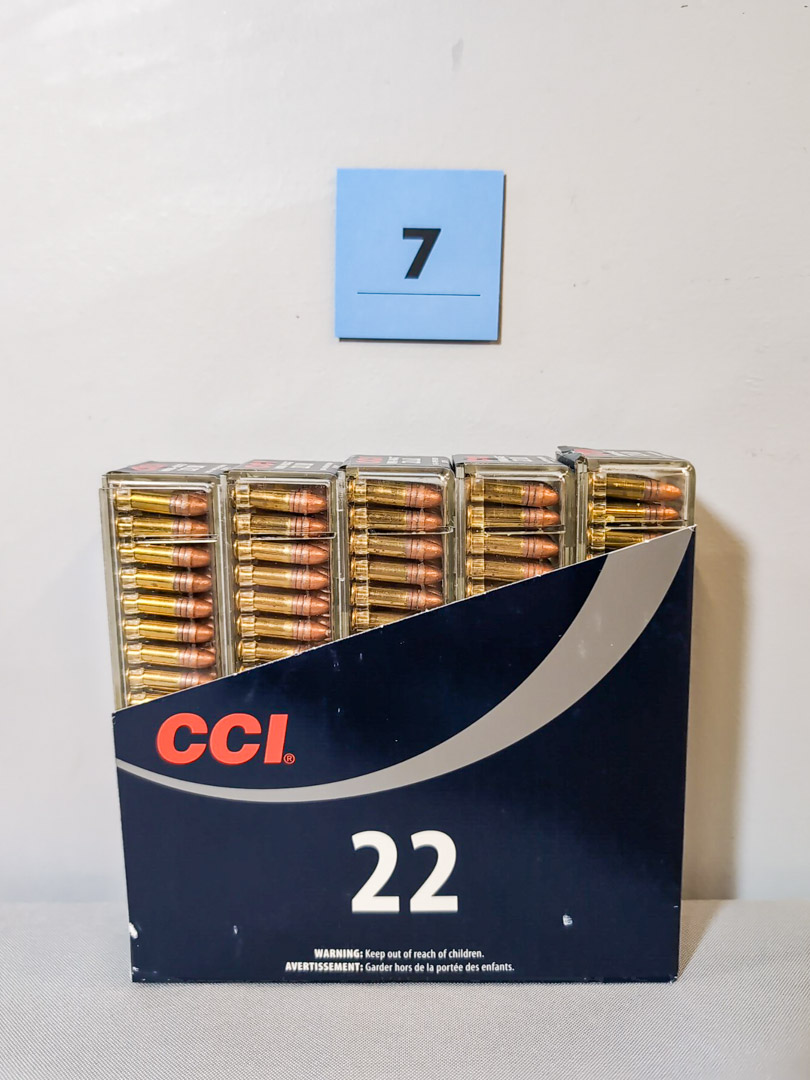 7
CCI®
22
WARNING: Keep out of reach of children.
AVERTISSEMENT: Garder hors de la portée des enfants.